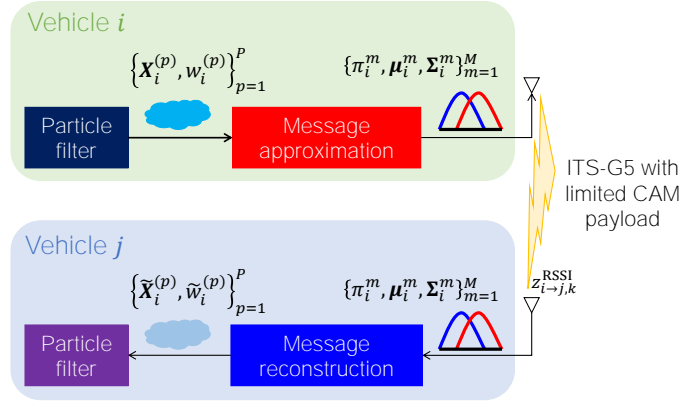 Vehicle i
{X_i^(p), w_i^(p)}_{p=1}^P
{π_i^m, μ_i^m, Σ_i^m}_{m=1}^M
Particle
filter
Message
approximation
ITS-G5 with
limited CAM
payload
Vehicle j
{X̃_i^(p), w̃_i^(p)}_{p=1}^P
{π_i^m, μ_i^m, Σ_i^m}_{m=1}^M
z_{i→j,k}^RSSI
Particle
filter
Message
reconstruction